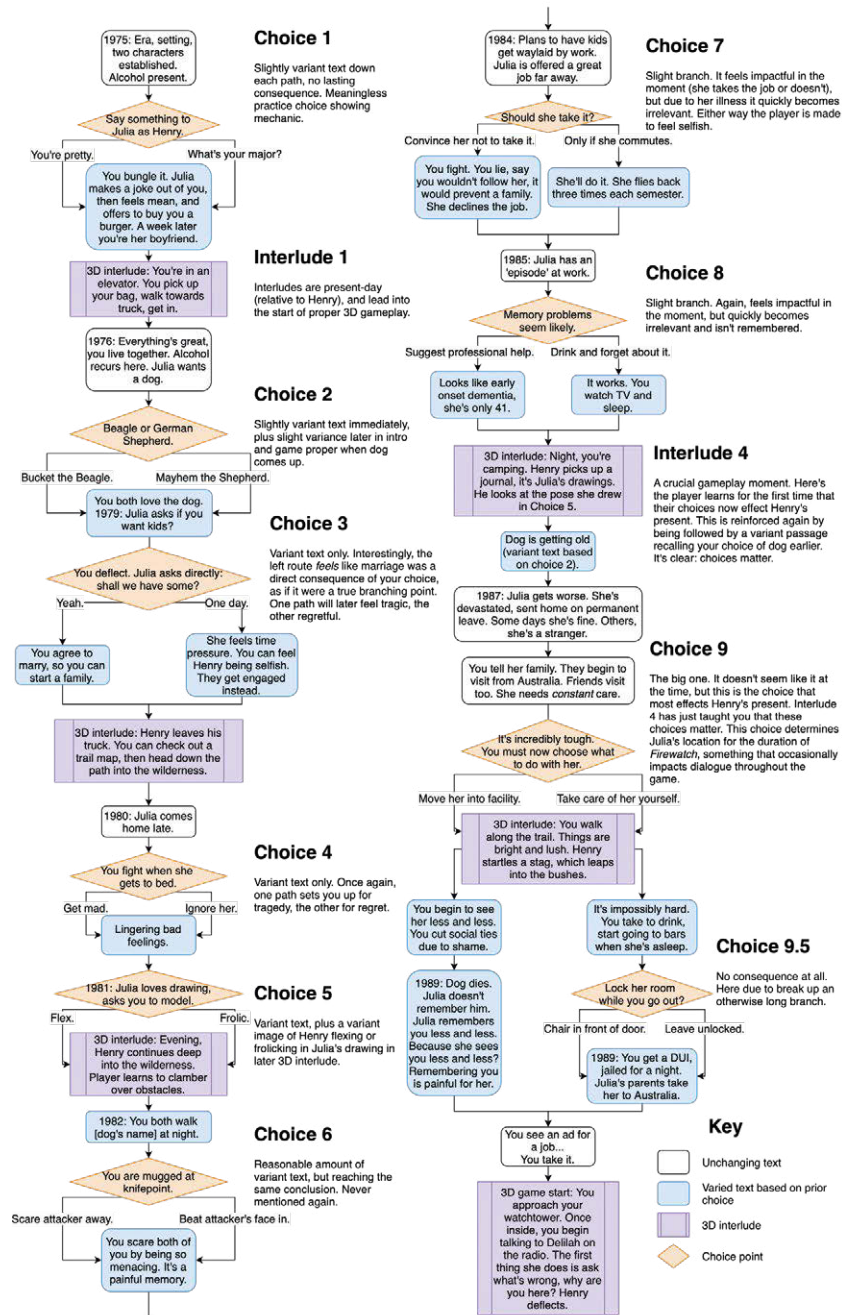 1975: Era, setting,
two characters
established.
Alcohol present.
Choice 1
Slightly variant text down
each path, no lasting
consequence. Meaningless
practice choice showing
mechanic.
Say something to
Julia as Henry.
You're pretty.
What's your major?
You bungle it. Julia
makes a joke out of you,
then feels mean, and
offers to buy you a
burger. A week later
you're her boyfriend.
3D interlude: You're in an
elevator. You pick up
your bag, walk towards
truck, get in.
Interlude 1
Interludes are present-day
(relative to Henry), and lead into
the start of proper 3D gameplay.
1976: Everything's great,
you live together. Alcohol
recurs here. Julia wants
a dog.
Choice 2
Slightly variant text immediately,
plus slight variance later in intro
and game proper when dog
comes up.
Beagle or German
Shepherd.
Bucket the Beagle.
Mayhem the Shepherd.
You both love the dog.
1979: Julia asks if you
want kids?
Choice 3
Variant text only. Interestingly, the
left route feels like marriage was a
direct consequence of your choice,
as if it were a true branching point.
One path will later feel tragic, the
other regretful.
You deflect. Julia asks directly:
shall we have some?
Yeah.
One day.
You agree to
marry, so you can
start a family.
She feels time
pressure. You can feel
Henry being selfish.
They get engaged
instead.
3D interlude: Henry leaves his
truck. You can check out a
trail map, then head down the
path into the wilderness.
1980: Julia comes
home late.
Choice 4
Variant text only. Once again,
one path sets you up for
tragedy, the other for regret.
You fight when she
gets to bed.
Get mad.
Ignore her.
Lingering bad
feelings.
1981: Julia loves drawing,
asks you to model.
Choice 5
Variant text, plus a variant
image of Henry flexing or
frolicking in Julia's drawing in
later 3D interlude.
Flex.
Frolic.
3D interlude: Evening,
Henry continues deep
into the wilderness.
Player learns to clamber
over obstacles.
1982: You both walk
[dog's name] at night.
Choice 6
Reasonable amount of
variant text, but reaching the
same conclusion. Never
mentioned again.
You are mugged at
knifepoint.
Scare attacker away.
Beat attacker's face in.
You scare both of
you by being so
menacing. It's a
painful memory.
1984: Plans to have kids
get waylaid by work.
Julia is offered a great
job far away.
Choice 7
Slight branch. It feels impactful in the
moment (she takes the job or doesn't),
but due to her illness it quickly becomes
irrelevant. Either way the player is made
to feel selfish.
Should she take it?
Convince her not to take it.
Only if she commutes.
You fight. You lie, say
you wouldn't follow her, it
would prevent a family.
She declines the job.
She'll do it. She flies back
three times each semester.
1985: Julia has an
'episode' at work.
Choice 8
Slight branch. Again, feels impactful in
the moment, but quickly becomes
irrelevant and isn't remembered.
Memory problems
seem likely.
Suggest professional help.
Drink and forget about it.
Looks like early
onset dementia,
she's only 41.
It works. You
watch TV and
sleep.
3D interlude: Night, you're
camping. Henry picks up a
journal, it's Julia's drawings.
He looks at the pose she drew
in Choice 5.
Interlude 4
A crucial gameplay moment. Here's
the player learns for the first time that
their choices now effect Henry's
present. This is reinforced again by
being followed by a variant passage
recalling your choice of dog earlier.
It's clear: choices matter.
Dog is getting old
(variant text based
on choice 2).
1987: Julia gets worse. She's
devastated, sent home on permanent
leave. Some days she's fine. Others,
she's a stranger.
You tell her family. They begin to
visit from Australia. Friends visit
too. She needs constant care.
Choice 9
The big one. It doesn't seem like it at
the time, but this is the choice that
most effects Henry's present. Interlude
4 has just taught you that these
choices matter. This choice determines
Julia's location for the duration of
Firewatch, something that occasionally
impacts dialogue throughout the
game.
It's incredibly tough.
You must now choose what
to do with her.
Move her into facility.
Take care of her yourself.
3D interlude: You walk
along the trail. Things are
bright and lush. Henry
startles a stag, which leaps
into the bushes.
You begin to see
her less and less.
You cut social ties
due to shame.
It's impossibly hard.
You take to drink,
start going to bars
when she's asleep.
1989: Dog dies.
Julia doesn't
remember him.
Julia remembers
you less and less.
Because she sees
you less and less?
Remembering you
is painful for her.
Choice 9.5
No consequence at all.
Here due to break up an
otherwise long branch.
Lock her room
while you go out?
Chair in front of door.
Leave unlocked.
1989: You get a DUI,
jailed for a night.
Julia's parents take
her to Australia.
You see an ad for
a job...
You take it.
3D game start: You
approach your
watchtower. Once
inside, you begin
talking to Delilah on
the radio. The first
thing she does is ask
what's wrong, why are
you here? Henry
deflects.
Key
Unchanging text
Varied text based on prior
choice
3D interlude
Choice point